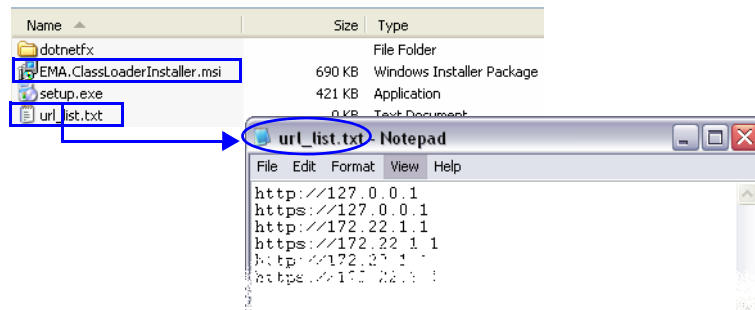 Name Size Type
dotnetfx File Folder
EMA.ClassLoaderInstaller.msi 690 KB Windows Installer Package
setup.exe 421 KB Application
url_list.txt 0 KB Text Document
url_list.txt - Notepad
File Edit Format View Help
http://127.0.0.1
https://127.0.0.1
http://172.22.1.1
https://172.22.1.1